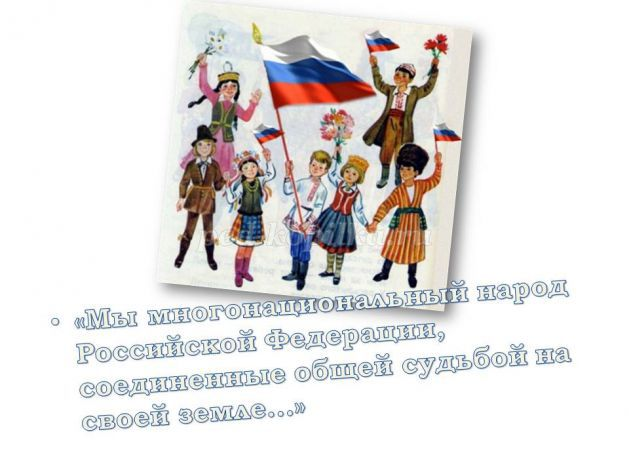 • «Мы многонациональный народ
Российской Федерации,
соединенные общей судьбой на
своей земле...»